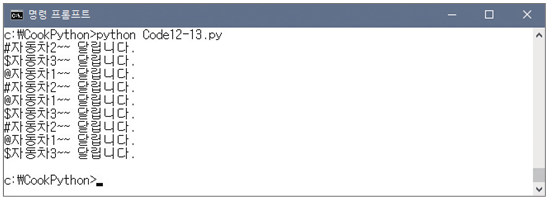 명령 프롬프트
c:\CookPython>python Code12-13.py
#자동차2~~ 달립니다.
$자동차3~~ 달립니다.
@자동차1~~ 달립니다.
#자동차2~~ 달립니다.
@자동차1~~ 달립니다.
$자동차3~~ 달립니다.
#자동차2~~ 달립니다.
@자동차1~~ 달립니다.
$자동차3~~ 달립니다.
c:\CookPython>